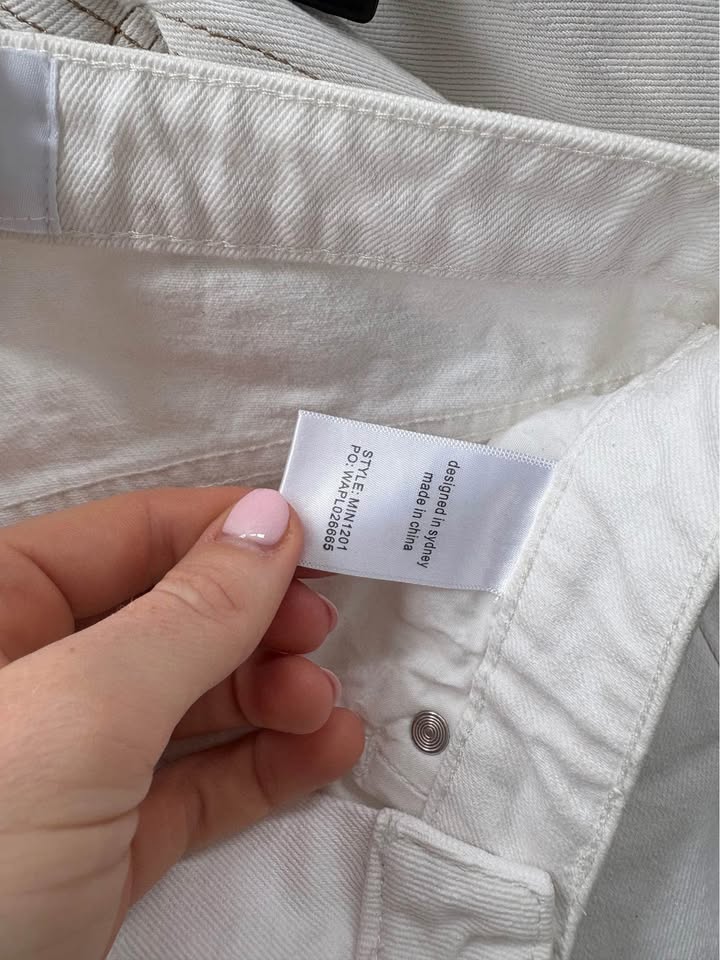 designed in sydney
made in china
STYLE: MIN1201
PO: WAPL026665